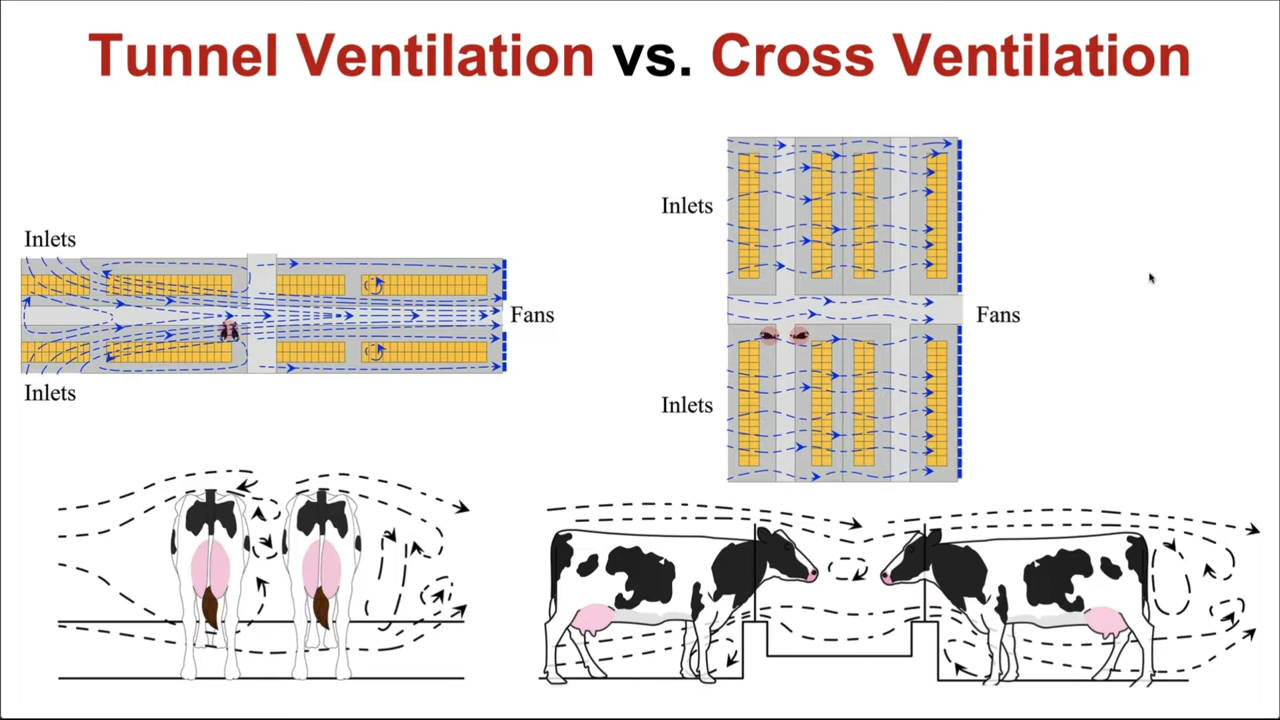 Tunnel Ventilation vs. Cross Ventilation
Inlets
Fans
Inlets
Inlets
Fans
Inlets